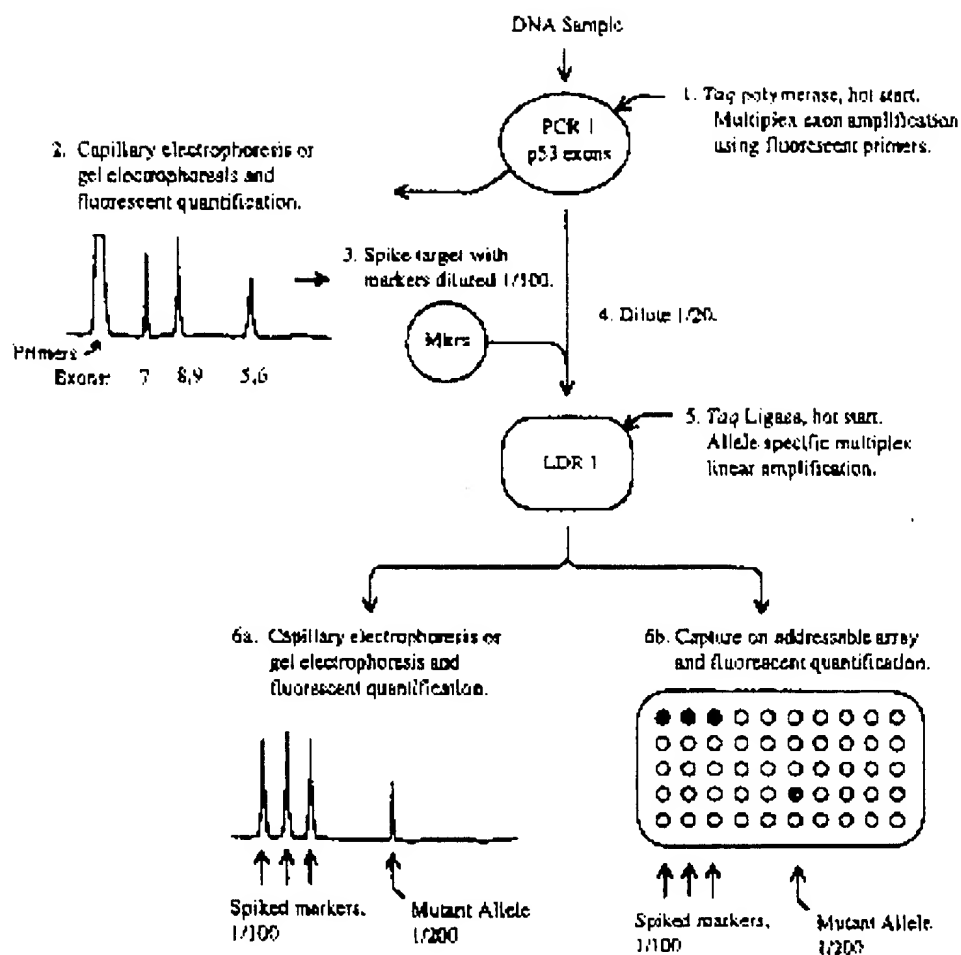 DNA Sample
PCR 1
p53 exons
1. Taq polymerase, hot start.
Multiplex exon amplification
using fluorescent primers.
2. Capillary electrophoresis or
gel electrophoresis and
fluorescent quantification.
Primers
Exons: 7 8,9 5,6
3. Spike target with
markers diluted 1/100.
Mkrs
4. Dilute 1/20.
LDR 1
5. Taq Ligase, hot start.
Allele specific multiplex
linear amplification.
6a. Capillary electrophoresis or
gel electrophoresis and
fluorescent quantification.
Spiked markers,
1/100
Mutant Allele
1/200
6b. Capture on addressable array
and fluorescent quantification.
Spiked markers,
1/100
Mutant Allele
1/200